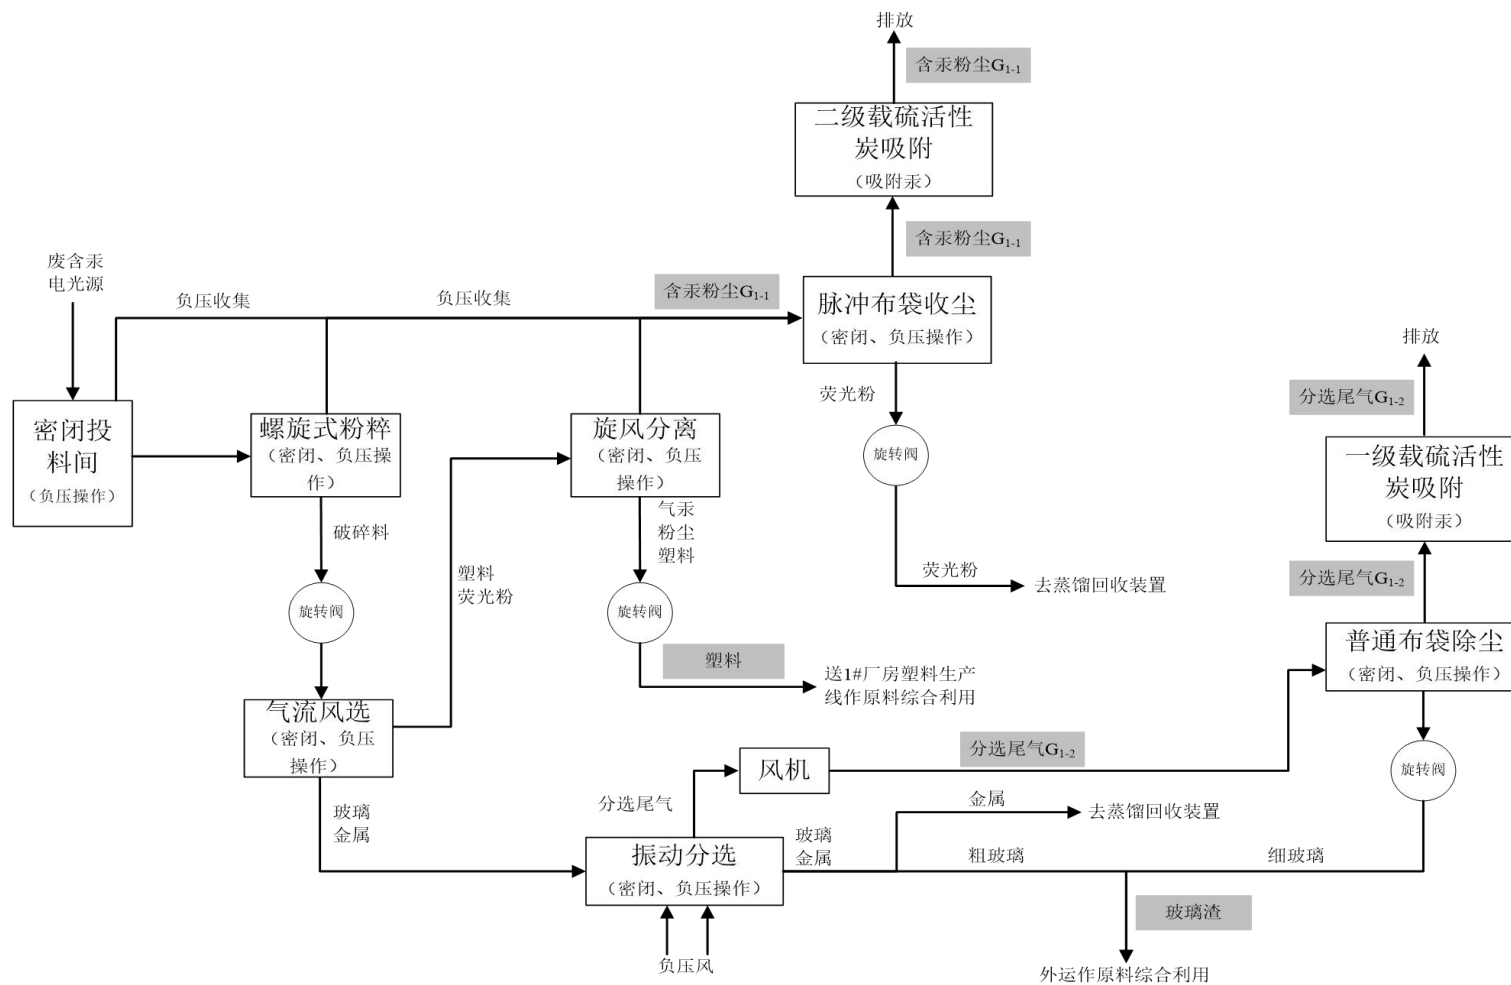 排放
含汞粉尘G1-1
二级载硫活性
炭吸附
（吸附汞）
含汞粉尘G1-1
废含汞
电光源
负压收集
负压收集
含汞粉尘G1-1
脉冲布袋收尘
（密闭、负压操作）
排放
荧光粉
分选尾气G1-2
密闭投
料间
（负压操作）
螺旋式粉粹
（密闭、负压操
作）
旋风分离
（密闭、负压
操作）
旋转阀
一级载硫活性
炭吸附
（吸附汞）
破碎料
气汞
粉尘
塑料
塑料
荧光粉
荧光粉
去蒸馏回收装置
分选尾气G1-2
旋转阀
旋转阀
普通布袋除尘
（密闭、负压操作）
塑料
送1#厂房塑料生产
线作原料综合利用
气流风选
（密闭、负压
操作）
风机
分选尾气G1-2
旋转阀
玻璃
金属
分选尾气
金属
去蒸馏回收装置
玻璃
金属
振动分选
（密闭、负压操作）
粗玻璃
细玻璃
玻璃渣
负压风
外运作原料综合利用